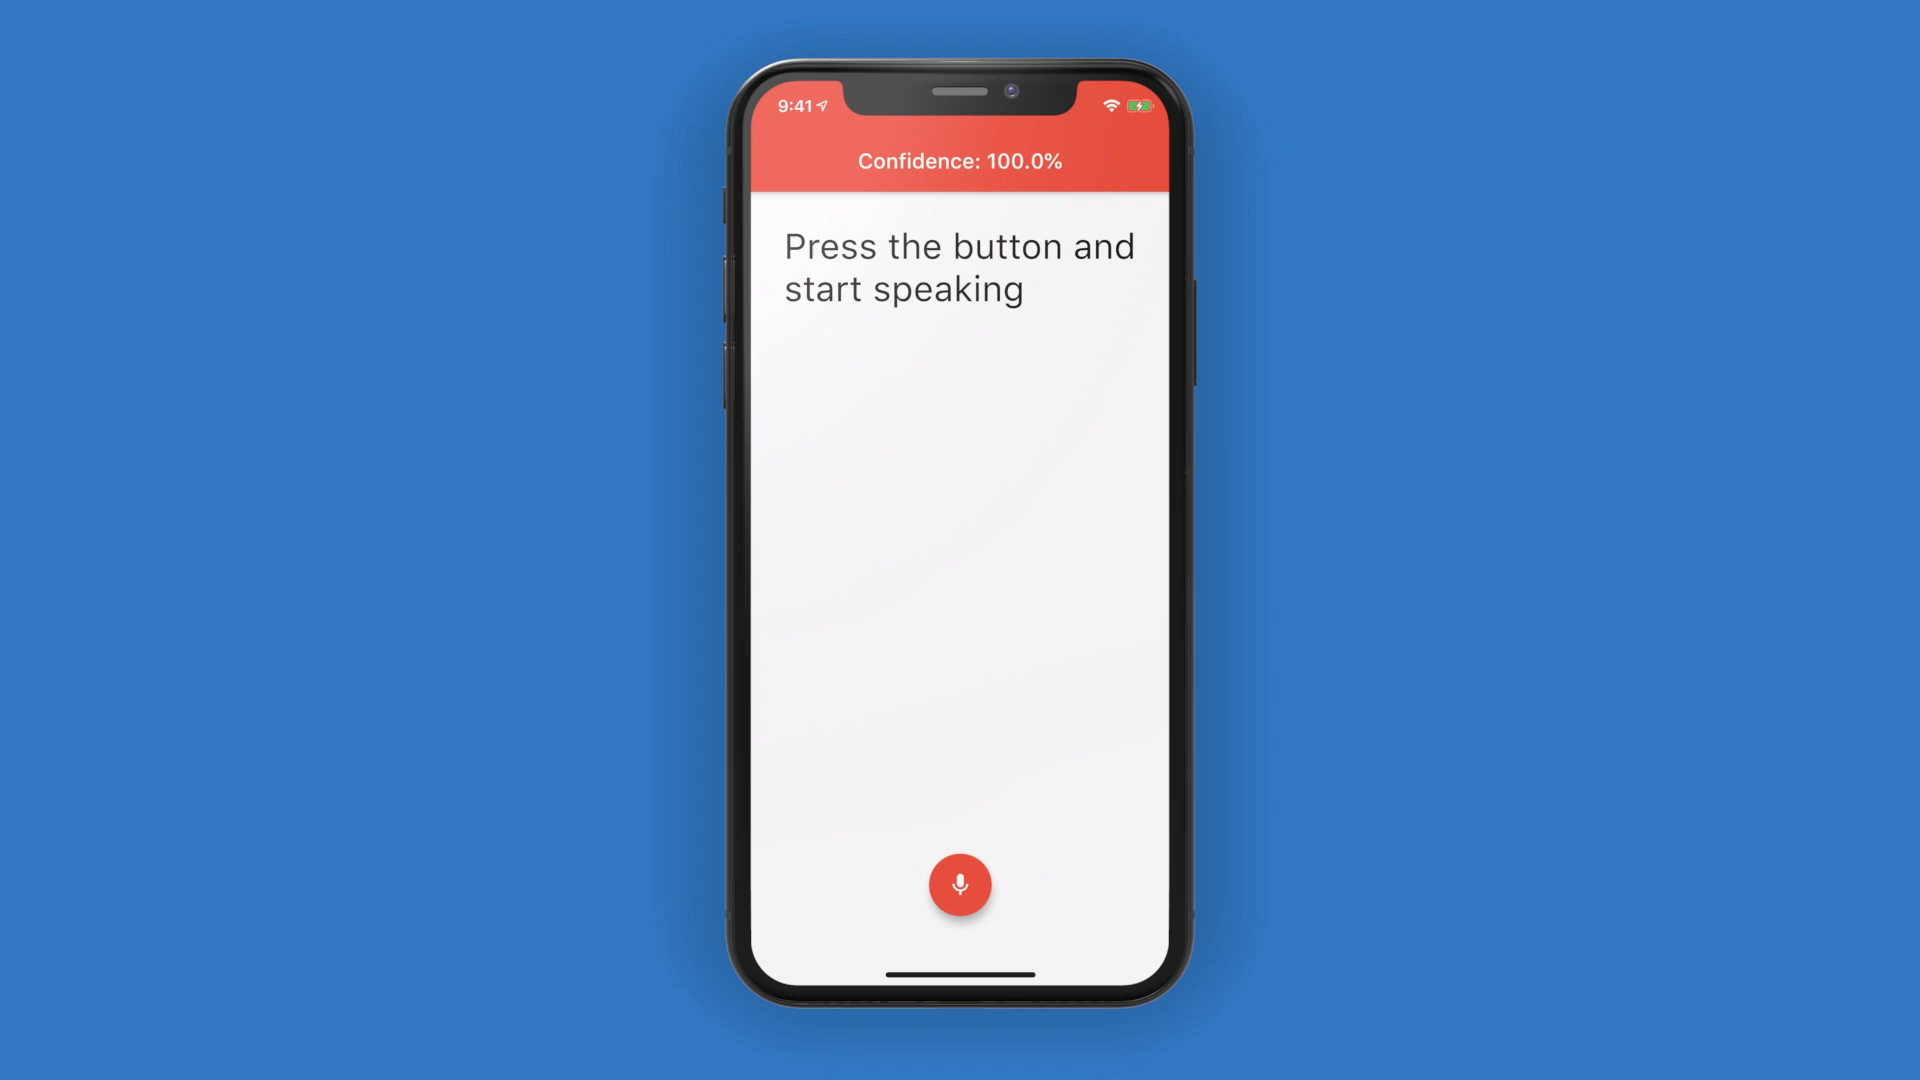 9:41
Confidence: 100.0%
Press the button and
start speaking